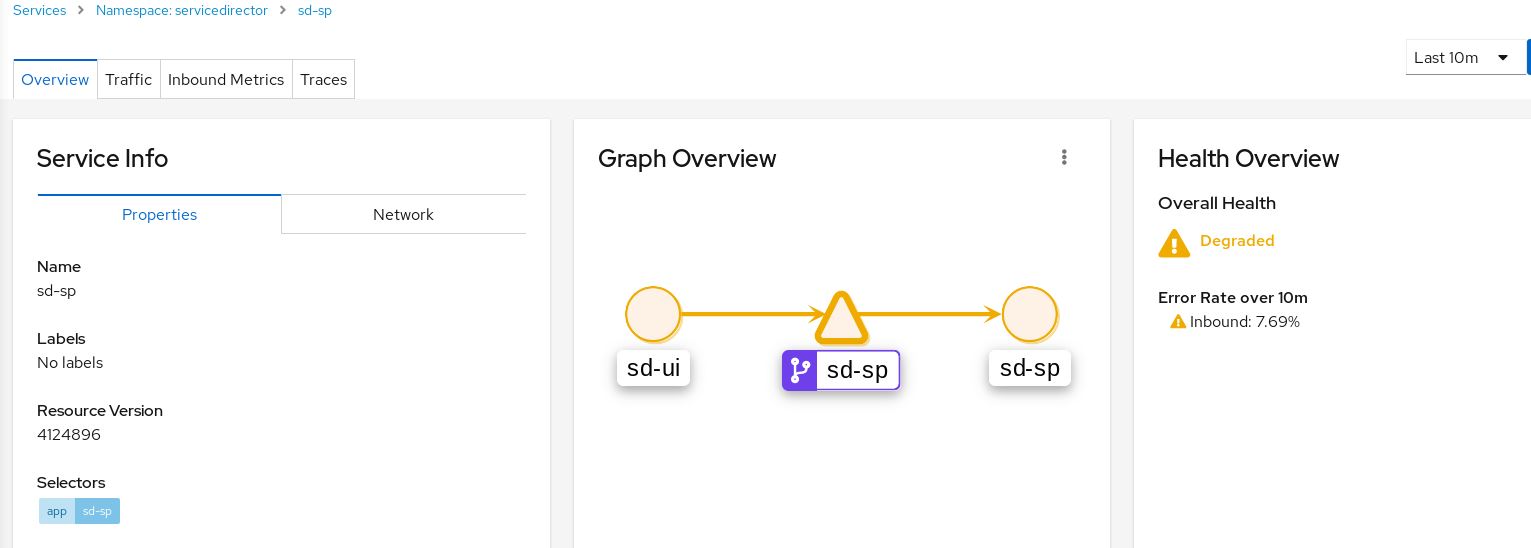 Services > Namespace: servicedirector > sd-sp
Last 10m
Overview Traffic Inbound Metrics Traces
Service Info
Properties Network
Name
sd-sp
Labels
No labels
Resource Version
4124896
Selectors
app sd-sp
Graph Overview
sd-ui sd-sp sd-sp
Health Overview
Overall Health
Degraded
Error Rate over 10m
Inbound: 7.69%